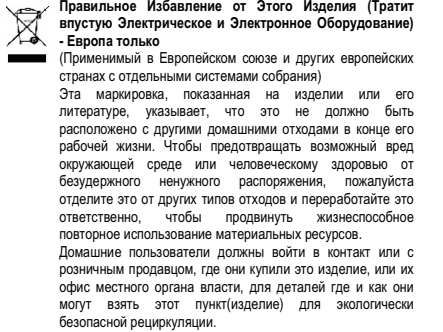 Правильное Избавление от Этого Изделия (Тратит
впустую Электрическое и Электронное Оборудование)
- Европа только
(Применимый в Европейском союзе и других европейских
странах с отдельными системами собрания)
Эта маркировка, показанная на изделии или его
литературе, указывает, что это не должно быть
расположено с другими домашними отходами в конце его
рабочей жизни. Чтобы предотвращать возможный вред
окружающей среде или человеческому здоровью от
безудержного ненужного распоряжения, пожалуйста
отделите это от других типов отходов и переработайте это
ответственно, чтобы продвинуть жизнеспособное
повторное использование материальных ресурсов.
Домашние пользователи должны войти в контакт или с
розничным продавцом, где они купили это изделие, или их
офис местного органа власти, для деталей где и как они
могут взять этот пункт(изделие) для экологически
безопасной рециркуляции.